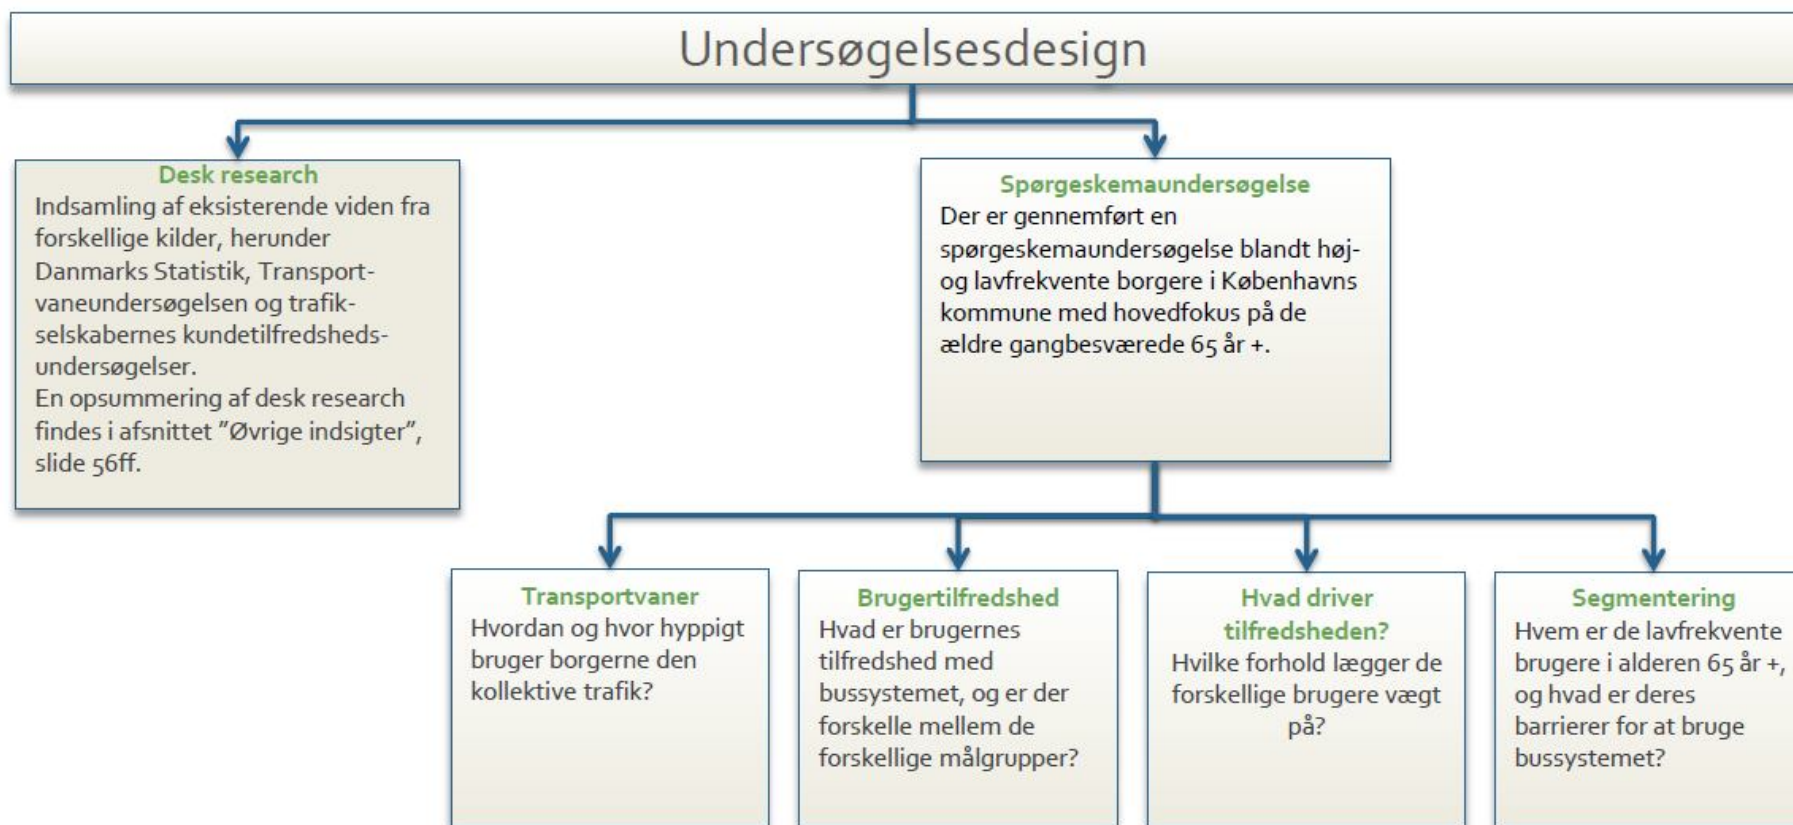 Undersøgelsesdesign
Desk research
Indsamling af eksisterende viden fra
forskellige kilder, herunder
Danmarks Statistik, Transport-
vaneundersøgelsen og trafik-
selskabernes kundetilfredsheds-
undersøgelser.
En opsummering af desk research
findes i afsnittet ”Øvrige indsigter”,
slide 56ff.
Spørgeskemaundersøgelse
Der er gennemført en
spørgeskemaundersøgelse blandt høj-
og lavfrekvente borgere i Københavns
kommune med hovedfokus på de
ældre gangbesværede 65 år +.
Transportvaner
Hvordan og hvor hyppigt
bruger borgerne den
kollektive trafik?
Brugertilfredshed
Hvad er brugernes
tilfredshed med
bussystemet, og er der
forskelle mellem de
forskellige målgrupper?
Hvad driver
tilfredsheden?
Hvilke forhold lægger de
forskellige brugere vægt
på?
Segmentering
Hvem er de lavfrekvente
brugere i alderen 65 år +,
og hvad er deres
barrierer for at bruge
bussystemet?